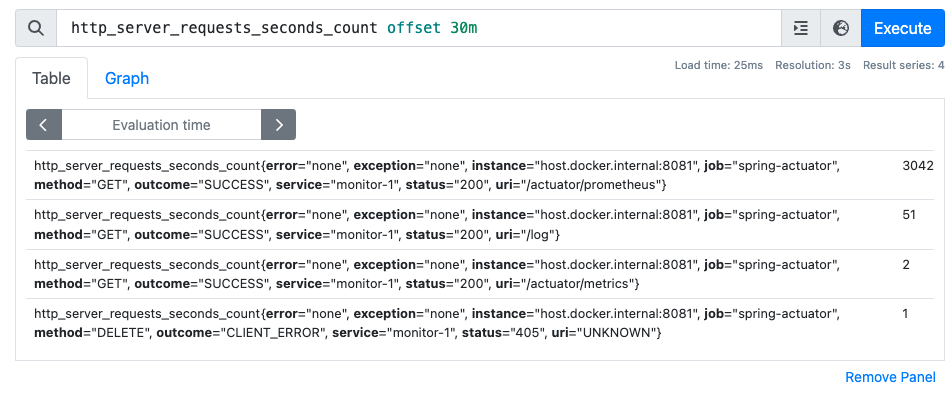 http_server_requests_seconds_count offset 30m
Execute
Table
Graph
Load time: 25ms Resolution: 3s Result series: 4
Evaluation time
http_server_requests_seconds_count{error="none", exception="none", instance="host.docker.internal:8081", job="spring-actuator", 3042
method="GET", outcome="SUCCESS", service="monitor-1", status="200", uri="/actuator/prometheus"}
http_server_requests_seconds_count{error="none", exception="none", instance="host.docker.internal:8081", job="spring-actuator", 51
method="GET", outcome="SUCCESS", service="monitor-1", status="200", uri="/log"}
http_server_requests_seconds_count{error="none", exception="none", instance="host.docker.internal:8081", job="spring-actuator", 2
method="GET", outcome="SUCCESS", service="monitor-1", status="200", uri="/actuator/metrics"}
http_server_requests_seconds_count{error="none", exception="none", instance="host.docker.internal:8081", job="spring-actuator", 1
method="DELETE", outcome="CLIENT_ERROR", service="monitor-1", status="405", uri="UNKNOWN"}
Remove Panel